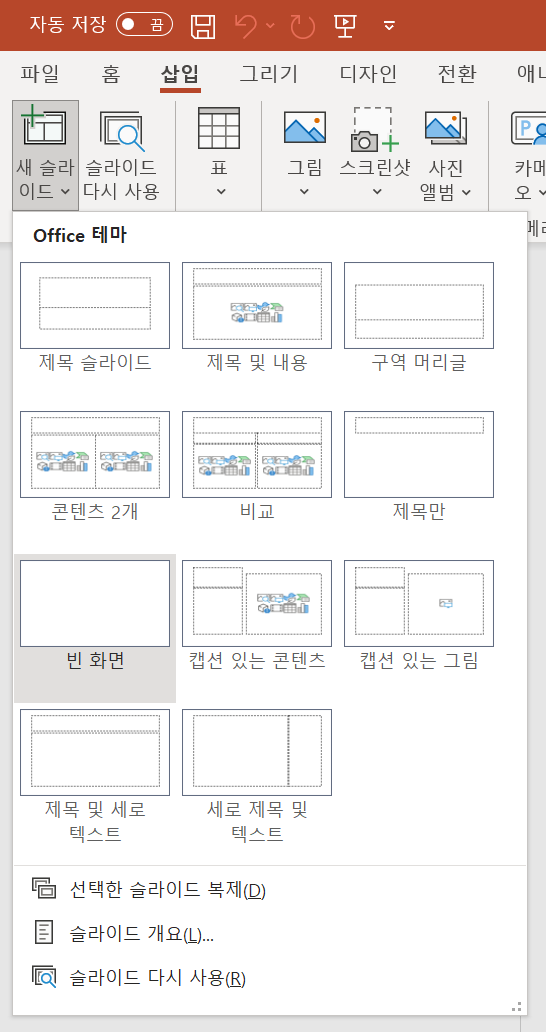 자동 저장 끔
파일 홈 삽입 그리기 디자인 전환
새 슬라이드
슬라이드 다시 사용
표
그림
스크린샷
사진 앨범
Office 테마
제목 슬라이드
제목 및 내용
구역 머리글
콘텐츠 2개
비교
제목만
빈 화면
캡션 있는 콘텐츠
캡션 있는 그림
제목 및 세로
텍스트
세로 제목 및
텍스트
선택한 슬라이드 복제(D)
슬라이드 개요(L)...
슬라이드 다시 사용(R)